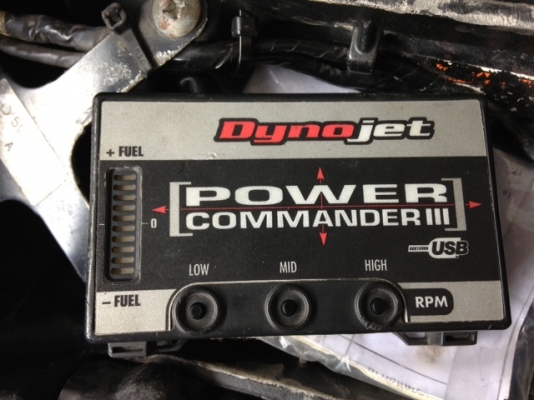 Dynojet
+ FUEL
POWER
COMMANDER III
0
USB
LOW MID HIGH
− FUEL
RPM